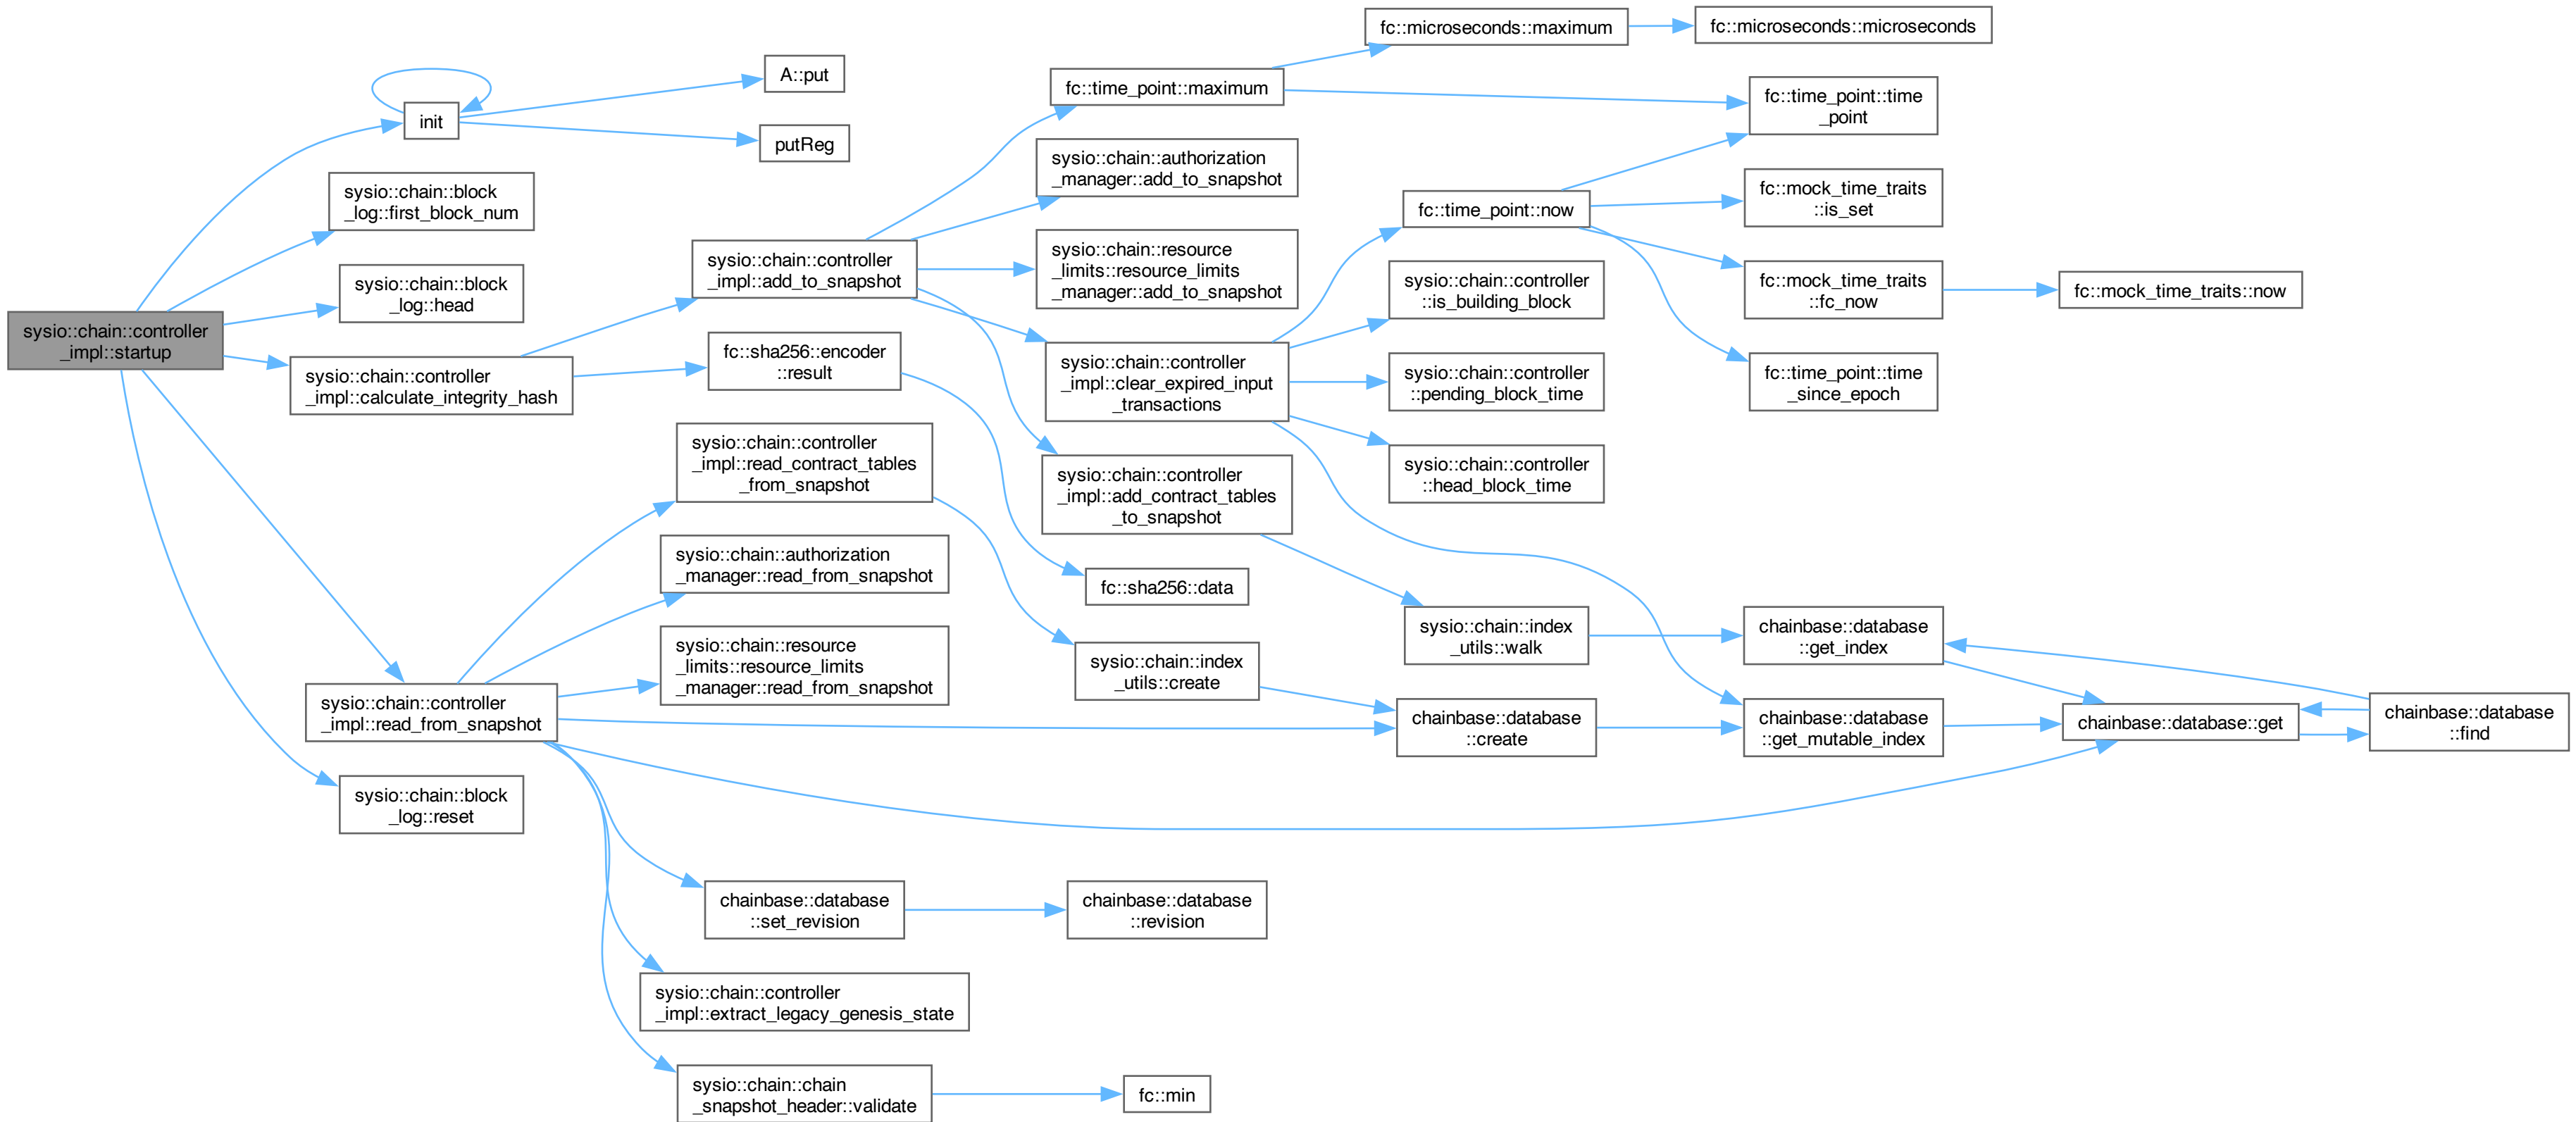 sysio::chain::controller
_impl::startup
init
A::put
putReg
sysio::chain::block
_log::first_block_num
sysio::chain::block
_log::head
sysio::chain::controller
_impl::calculate_integrity_hash
sysio::chain::controller
_impl::add_to_snapshot
fc::time_point::maximum
fc::microseconds::maximum
fc::microseconds::microseconds
fc::time_point::time
_point
sysio::chain::authorization
_manager::add_to_snapshot
sysio::chain::resource
_limits::resource_limits
_manager::add_to_snapshot
sysio::chain::controller
_impl::clear_expired_input
_transactions
fc::time_point::now
fc::mock_time_traits
::is_set
fc::mock_time_traits
::fc_now
fc::mock_time_traits::now
fc::time_point::time
_since_epoch
sysio::chain::controller
::is_building_block
sysio::chain::controller
::pending_block_time
sysio::chain::controller
::head_block_time
sysio::chain::controller
_impl::add_contract_tables
_to_snapshot
sysio::chain::index
_utils::walk
chainbase::database
::get_index
fc::sha256::encoder
::result
fc::sha256::data
sysio::chain::controller
_impl::read_from_snapshot
sysio::chain::controller
_impl::read_contract_tables
_from_snapshot
sysio::chain::authorization
_manager::read_from_snapshot
sysio::chain::resource
_limits::resource_limits
_manager::read_from_snapshot
sysio::chain::index
_utils::create
chainbase::database
::create
chainbase::database
::get_mutable_index
chainbase::database::get
chainbase::database
::find
sysio::chain::block
_log::reset
chainbase::database
::set_revision
chainbase::database
::revision
sysio::chain::controller
_impl::extract_legacy_genesis_state
sysio::chain::chain
_snapshot_header::validate
fc::min